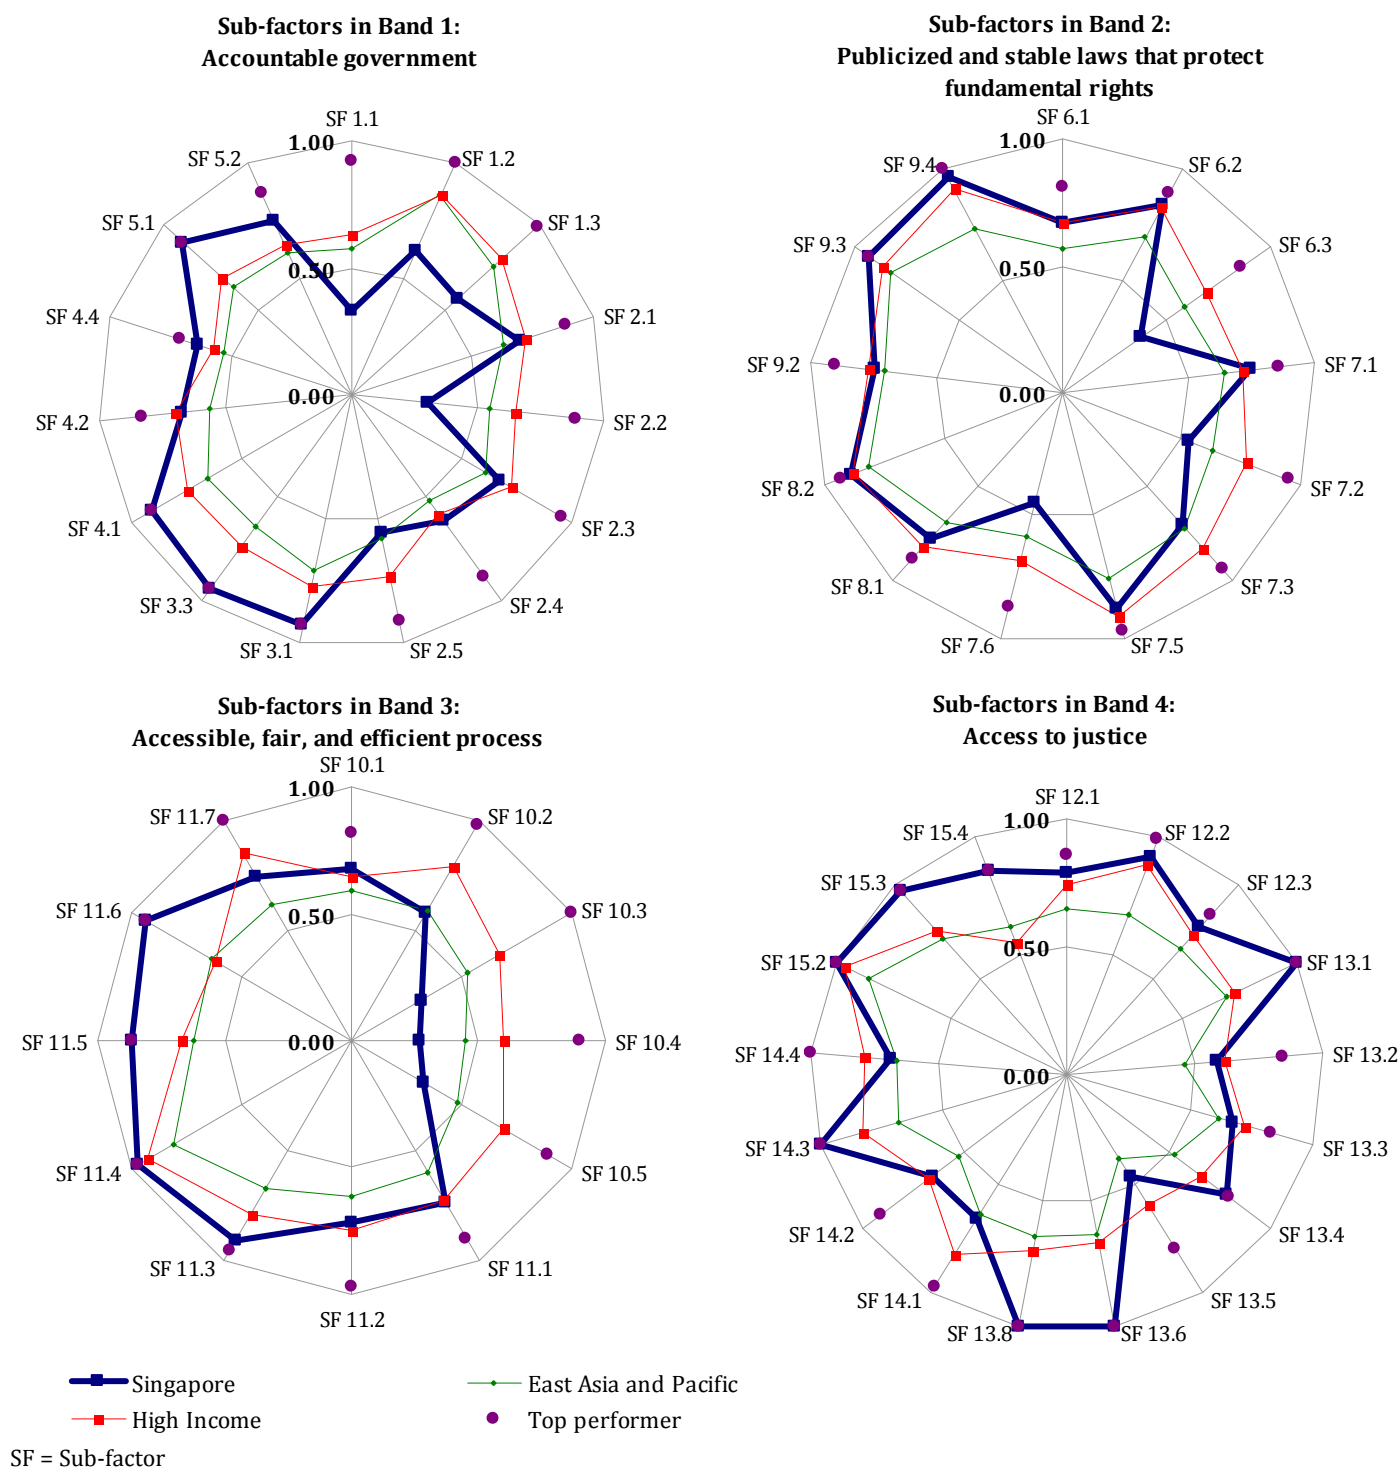 Sub-factors in Band 1:
Accountable government
SF 1.1
1.00
SF 1.2
SF 5.2
SF 1.3
SF 5.1
0.50
SF 4.4
SF 2.1
0.00
SF 4.2
SF 2.2
SF 4.1
SF 2.3
SF 3.3
SF 2.4
SF 3.1
SF 2.5
Sub-factors in Band 2:
Publicized and stable laws that protect
fundamental rights
SF 6.1
1.00
SF 9.4
SF 6.2
SF 9.3
SF 6.3
0.50
SF 9.2
SF 7.1
0.00
SF 8.2
SF 7.2
SF 8.1
SF 7.3
SF 7.6
SF 7.5
Sub-factors in Band 3:
Accessible, fair, and efficient process
SF 10.1
1.00
SF 11.7
SF 10.2
SF 11.6
SF 10.3
0.50
SF 11.5
0.00
SF 10.4
SF 11.4
SF 10.5
SF 11.3
SF 11.1
SF 11.2
Sub-factors in Band 4:
Access to justice
SF 12.1
1.00
SF 15.4
SF 12.2
SF 15.3
SF 12.3
0.50
SF 15.2
SF 13.1
SF 14.4
SF 13.2
0.00
SF 14.3
SF 13.3
SF 14.2
SF 13.4
SF 14.1
SF 13.5
SF 13.8
SF 13.6
Singapore
East Asia and Pacific
High Income
Top performer
SF = Sub-factor